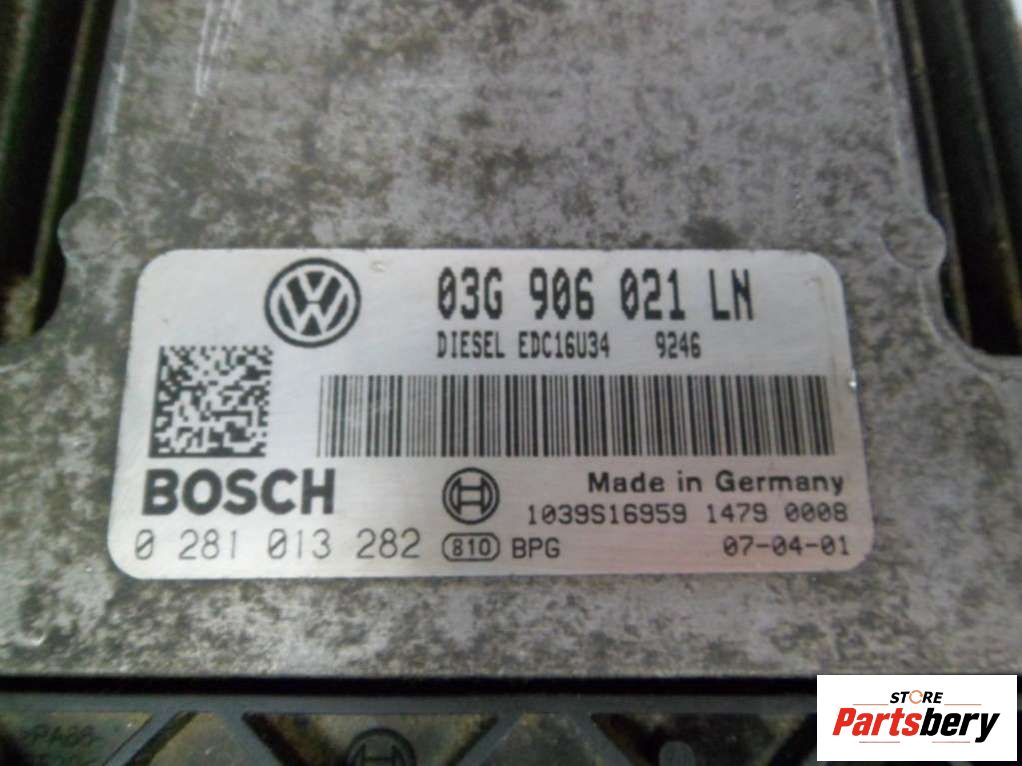 03G 906 021 LN
DIESEL EDC16U34 9246
BOSCH
Made in Germany
1039S16959 1479 0008
0 281 013 282 810 BPG 07-04-01
STORE
Partsbery